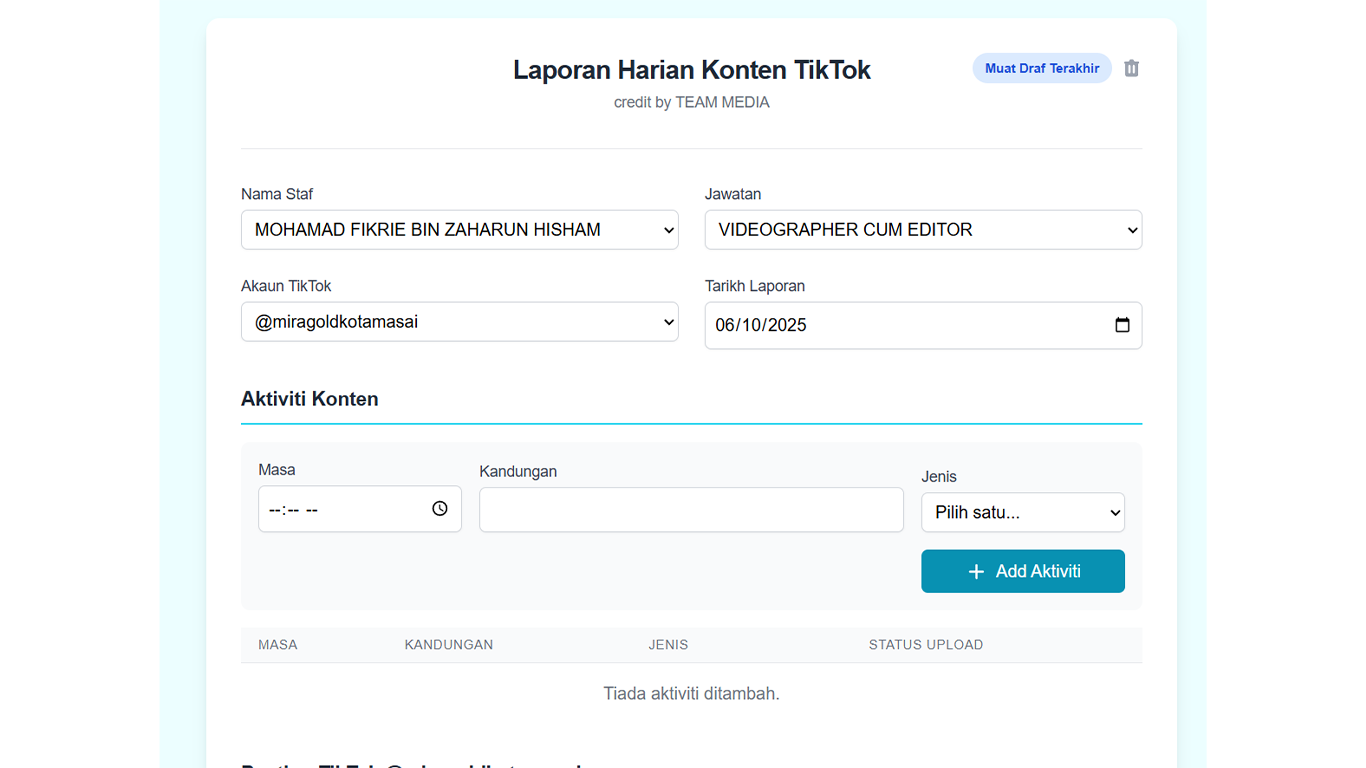 Laporan Harian Konten TikTok
Muat Draf Terakhir
credit by TEAM MEDIA
Nama Staf
Jawatan
MOHAMAD FIKRIE BIN ZAHARUN HISHAM
VIDEOGRAPHER CUM EDITOR
Akaun TikTok
Tarikh Laporan
@miragoldkotamasai
06/10/2025
Aktiviti Konten
Masa
Kandungan
Jenis
--:-- --
Pilih satu...
+ Add Aktiviti
MASA
KANDUNGAN
JENIS
STATUS UPLOAD
Tiada aktiviti ditambah.